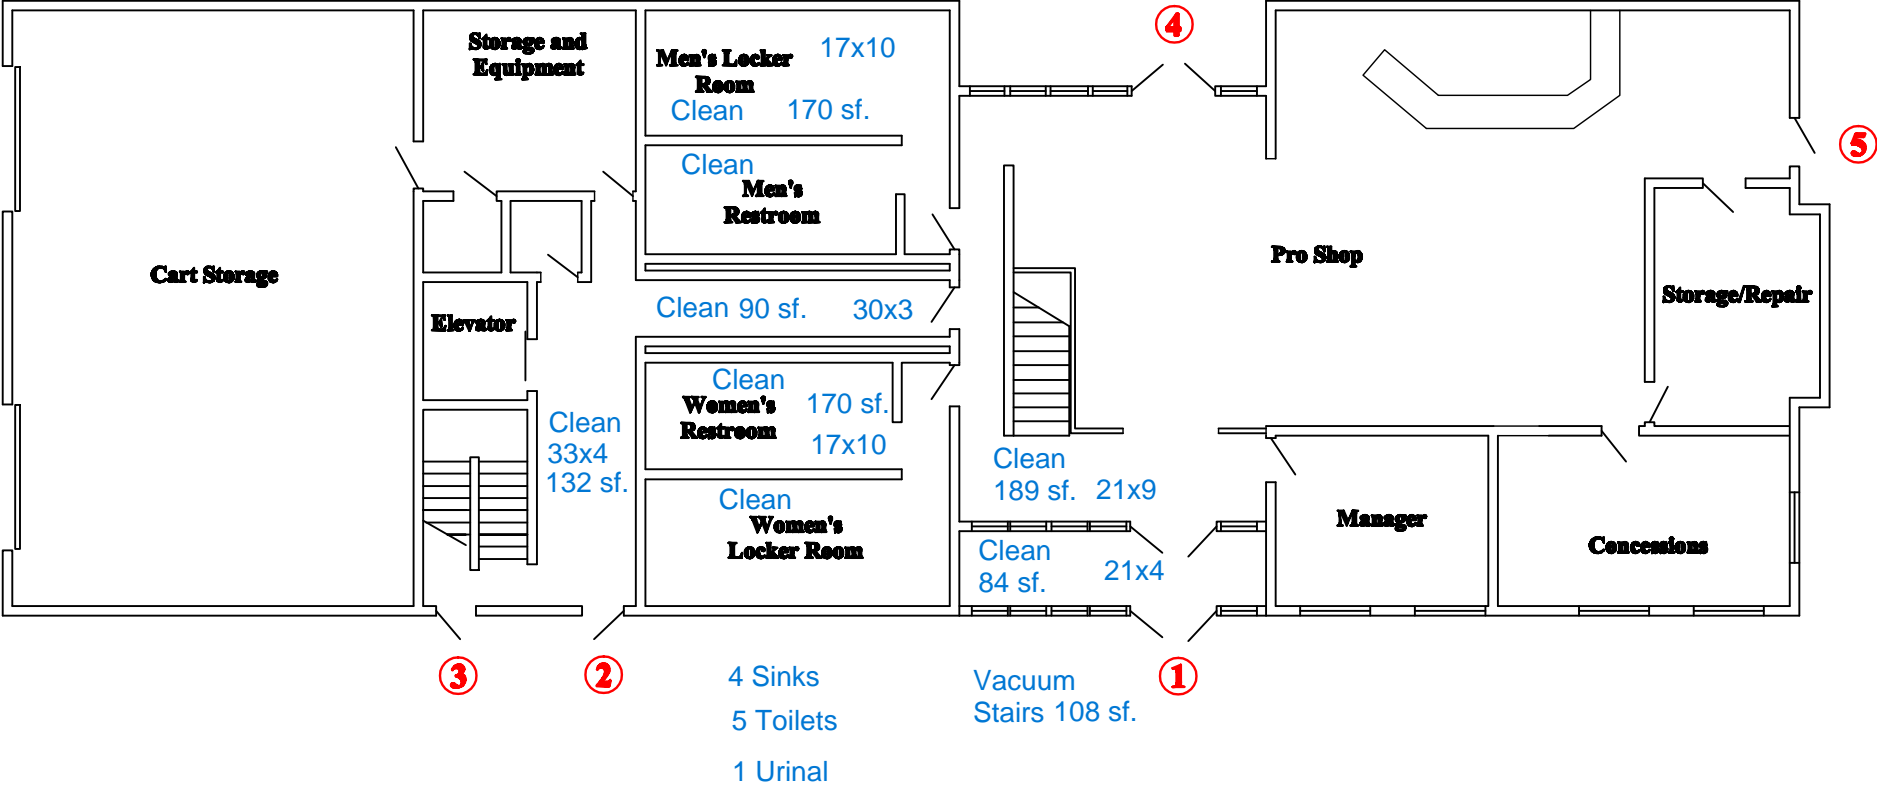 4
Storage and
Equipment
Men's Locker
Room
17x10
Clean 170 sf.
5
Clean
Men's
Restroom
Cart Storage
Pro Shop
Storage/Repair
Elevator
Clean 90 sf. 30x3
Clean
Women's
Restroom
170 sf.
17x10
Clean
33x4
132 sf.
Clean
189 sf. 21x9
Clean
Women's
Locker Room
Manager
Concessions
Clean
84 sf.
21x4
3
2
1
4 Sinks
5 Toilets
1 Urinal
Vacuum
Stairs 108 sf.